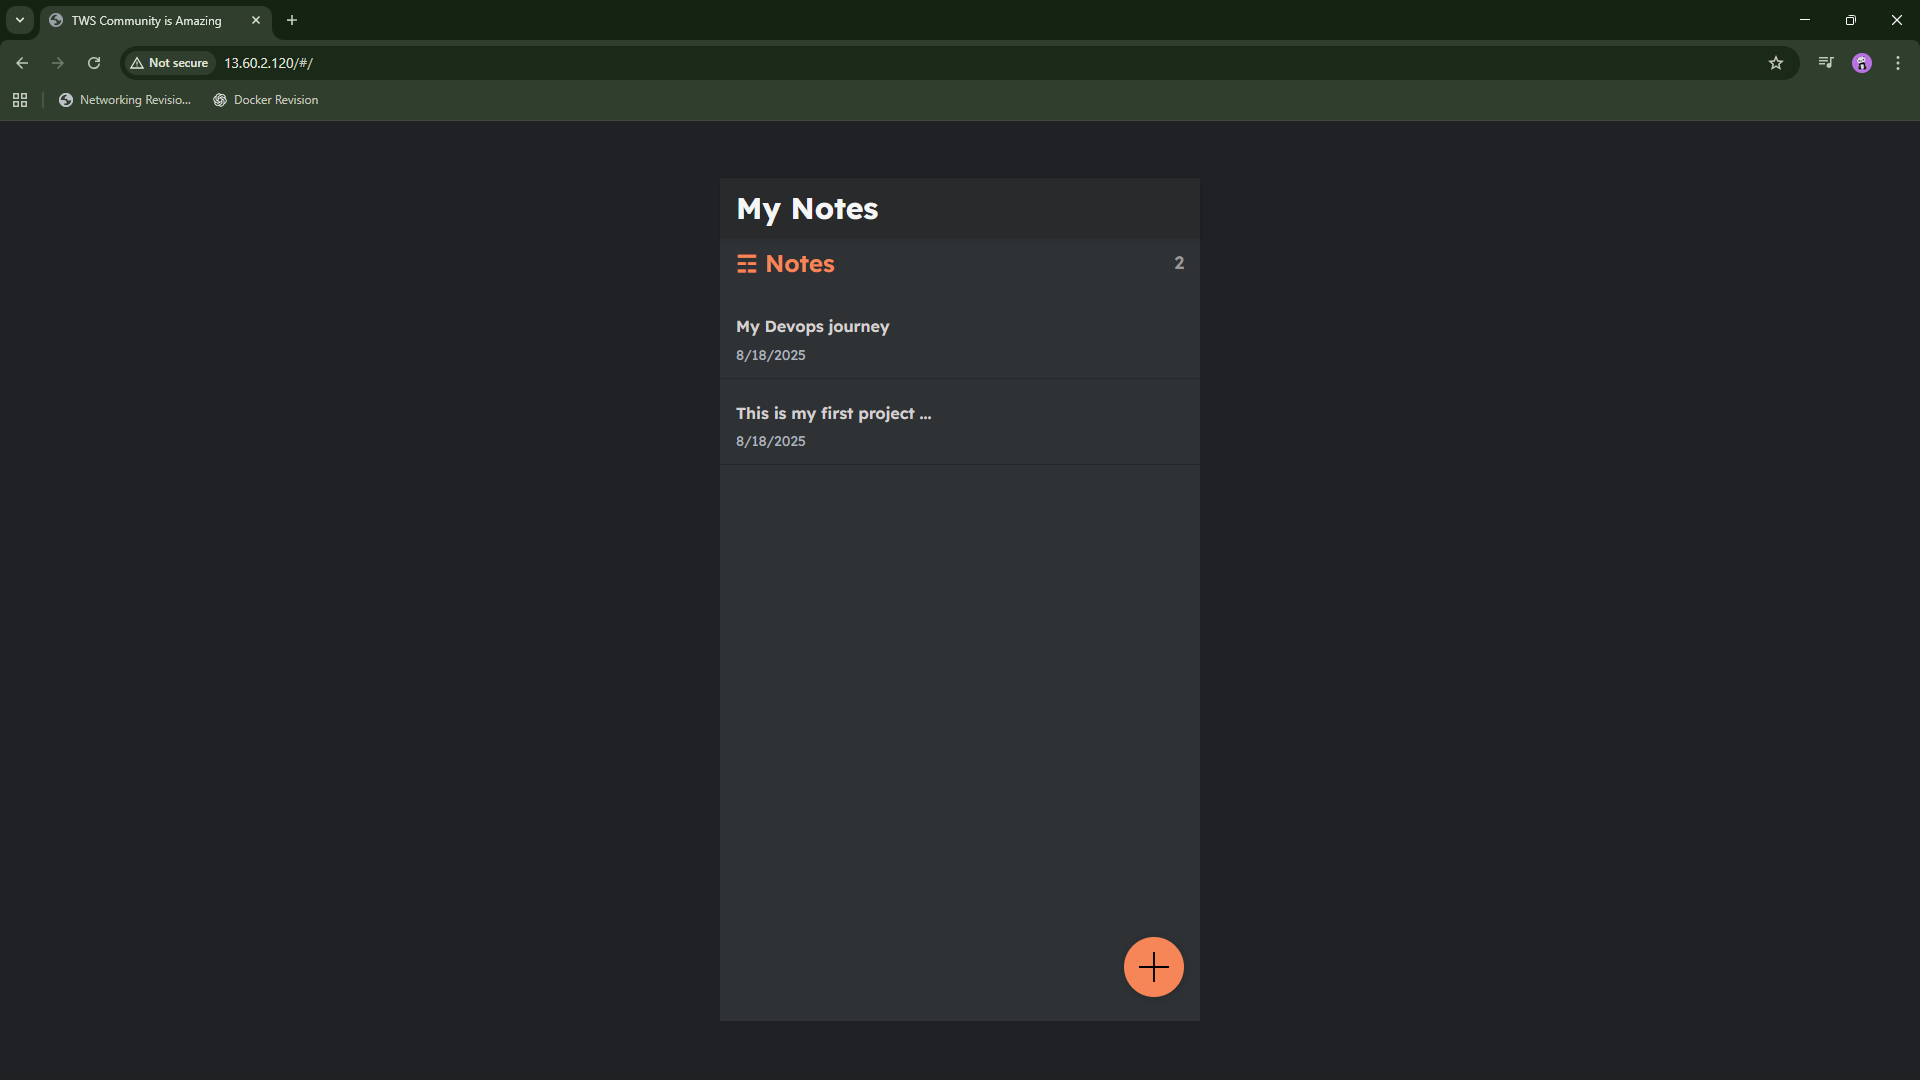 TWS Community is Amazing
Not secure
13.60.2.120/#/
Networking Revisio...
Docker Revision
My Notes
Notes
2
My Devops journey
8/18/2025
This is my first project ...
8/18/2025